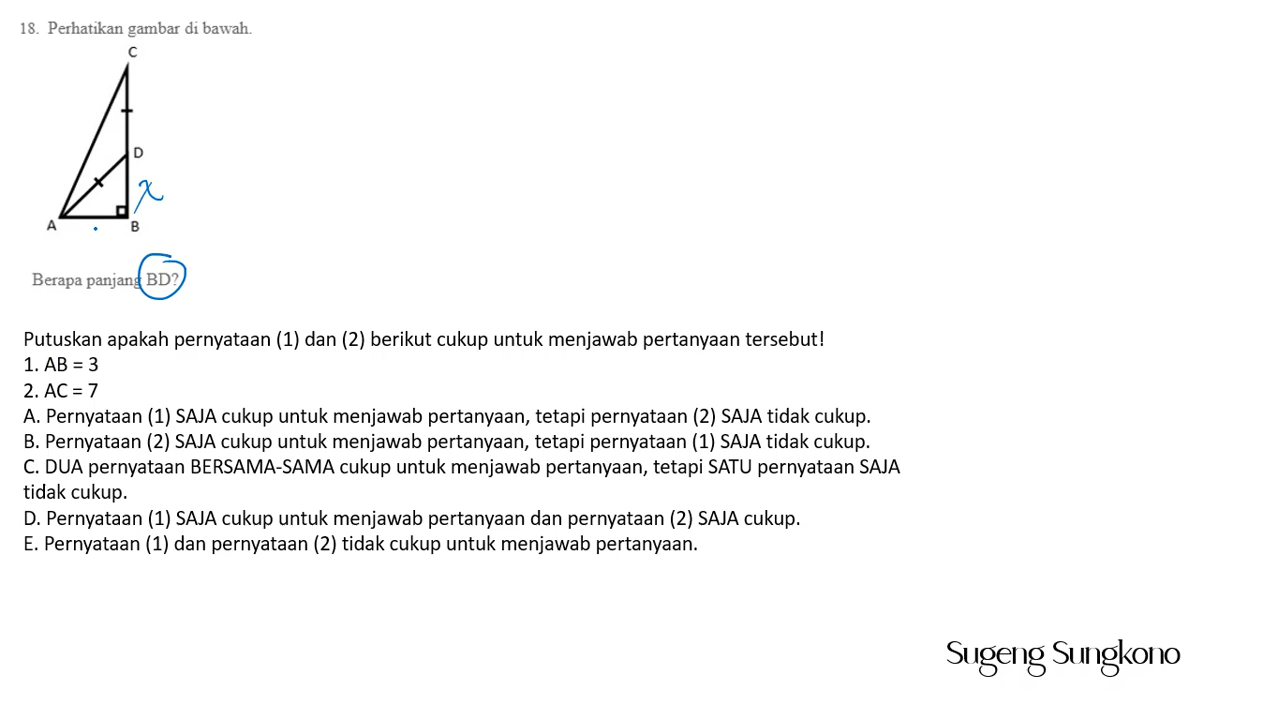 18. Perhatikan gambar di bawah.
C
D
x
A
B
Berapa panjang BD?
Putuskan apakah pernyataan (1) dan (2) berikut cukup untuk menjawab pertanyaan tersebut!
1. AB = 3
2. AC = 7
A. Pernyataan (1) SAJA cukup untuk menjawab pertanyaan, tetapi pernyataan (2) SAJA tidak cukup.
B. Pernyataan (2) SAJA cukup untuk menjawab pertanyaan, tetapi pernyataan (1) SAJA tidak cukup.
C. DUA pernyataan BERSAMA-SAMA cukup untuk menjawab pertanyaan, tetapi SATU pernyataan SAJA
tidak cukup.
D. Pernyataan (1) SAJA cukup untuk menjawab pertanyaan dan pernyataan (2) SAJA cukup.
E. Pernyataan (1) dan pernyataan (2) tidak cukup untuk menjawab pertanyaan.
Sugeng Sungkono